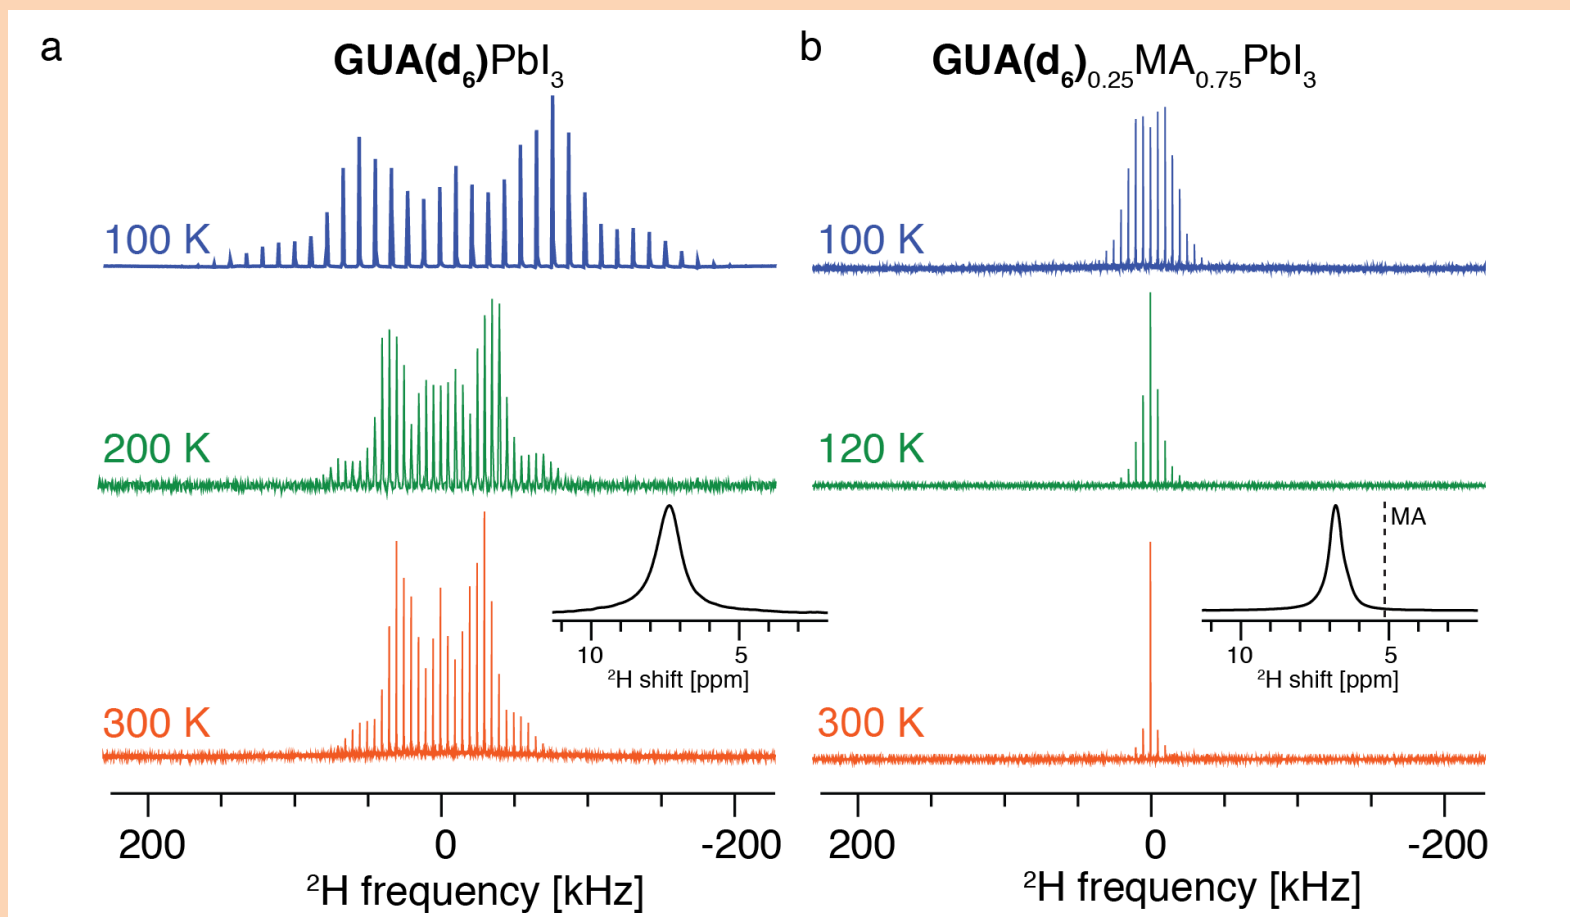 a
GUA(d₆)PbI₃
100 K
200 K
300 K
10 5
²H shift [ppm]
200 0 -200
²H frequency [kHz]
b
GUA(d₆)₀.₂₅MA₀.₇₅PbI₃
100 K
120 K
MA
300 K
10 5
²H shift [ppm]
200 0 -200
²H frequency [kHz]